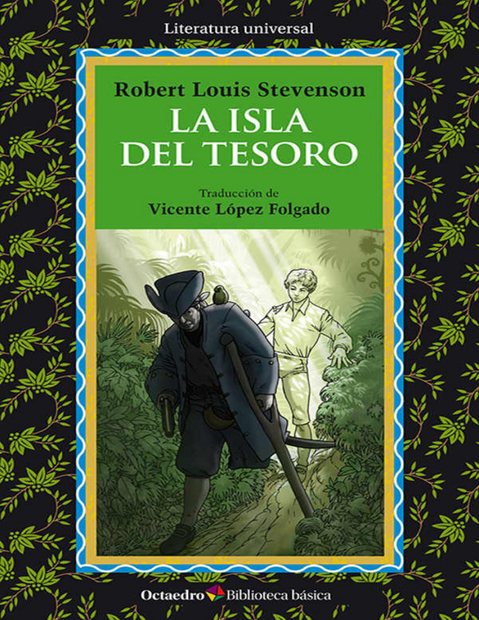 Literatura universal
Robert Louis Stevenson
LA ISLA
DEL TESORO
Traducción de
Vicente López Folgado
Octaedro Biblioteca básica